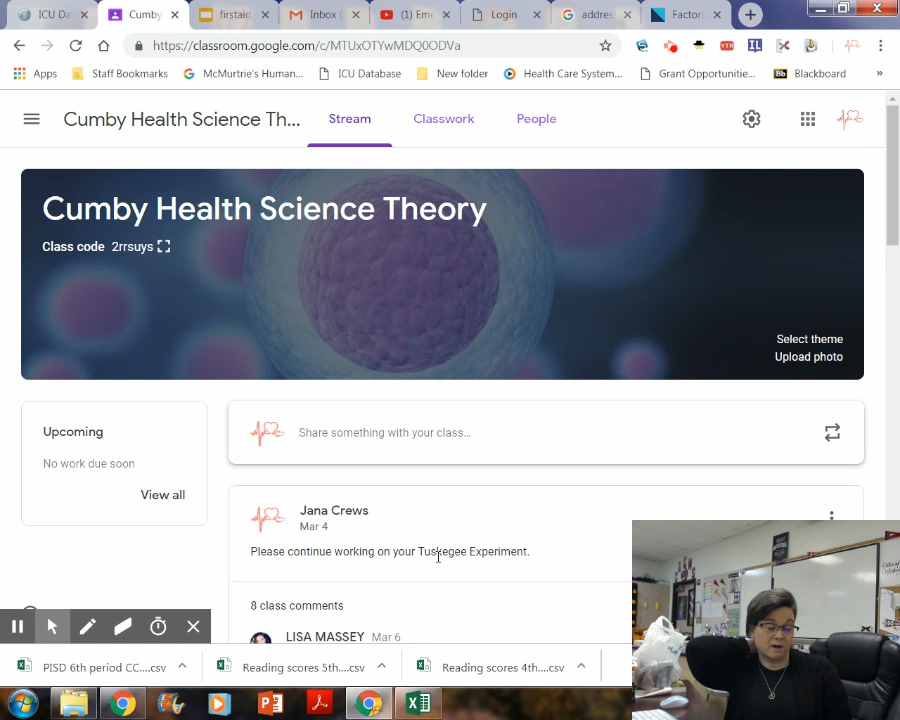 ICU Da
Cumby
firstaid
Inbox (
(1) Eme
Login
addres
Factors
https://classroom.google.com/c/MTUxOTYwMDQ0ODVa
Apps
Staff Bookmarks
McMurtrie's Human...
ICU Database
New folder
Health Care System...
Grant Opportunitie...
Bb
Blackboard
»
Cumby Health Science Th...
Stream
Classwork
People
Cumby Health Science Theory
Class code 2rrsuys
Select theme
Upload photo
Upcoming
No work due soon
View all
Share something with your class...
Jana Crews
Mar 4
Please continue working on your Tuskegee Experiment.
8 class comments
LISA MASSEY Mar 6
PISD 6th period CC....csv
Reading scores 5th....csv
Reading scores 4th....csv